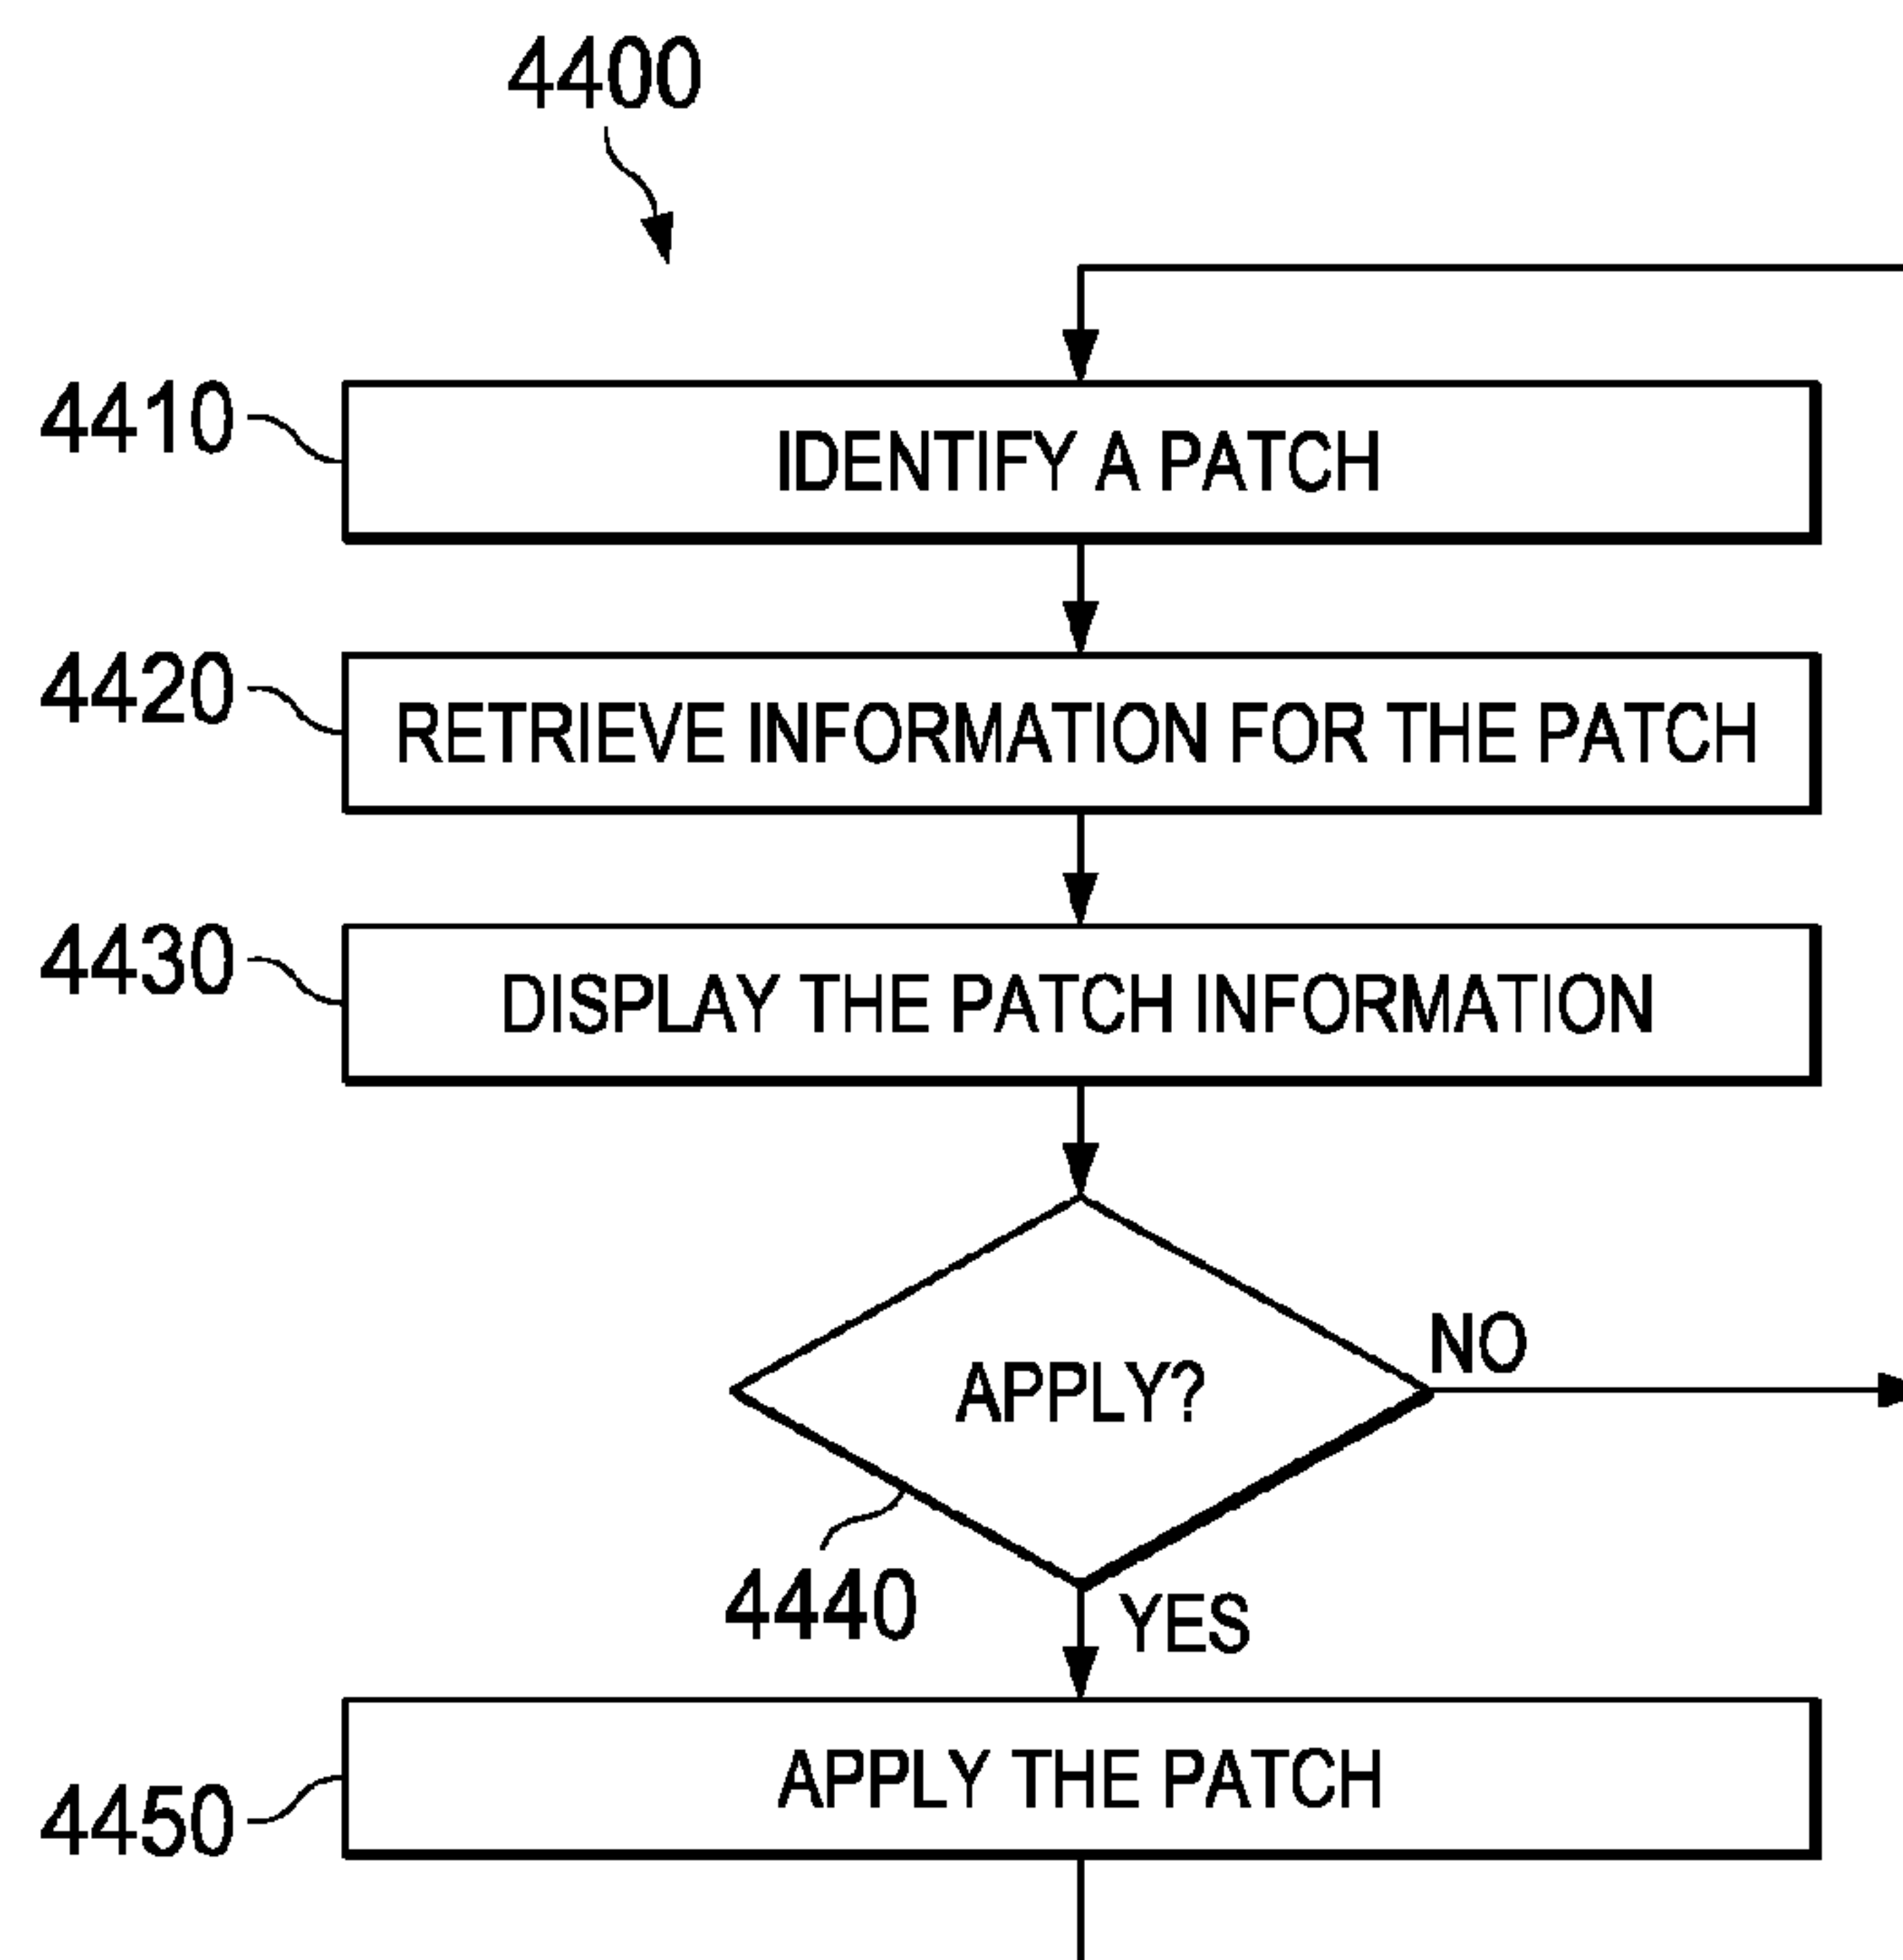 4400
4410
IDENTIFY A PATCH
4420
RETRIEVE INFORMATION FOR THE PATCH
4430
DISPLAY THE PATCH INFORMATION
APPLY?
NO
4440
YES
4450
APPLY THE PATCH